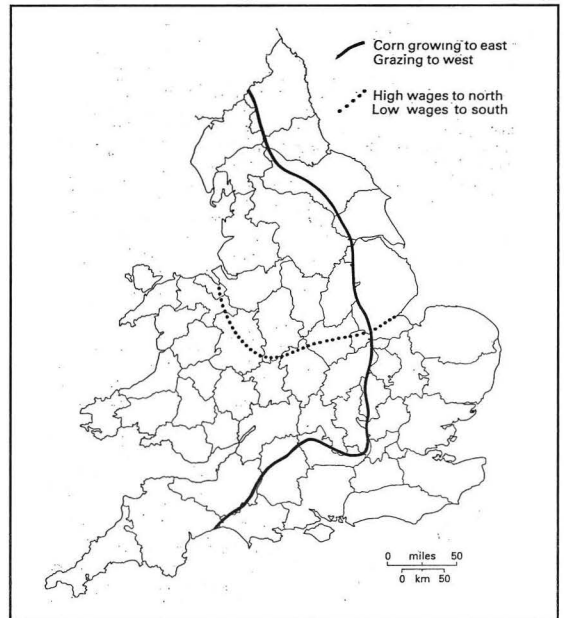 Corn growing to east
Grazing to west
High wages to north
Low wages to south
0 miles 50
0 km 50